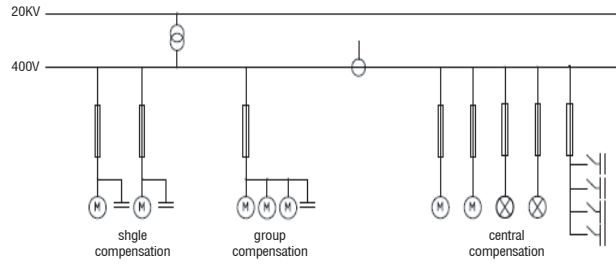 20KV
400V
M M M M M M M
shgle
compensation
group
compensation
central
compensation